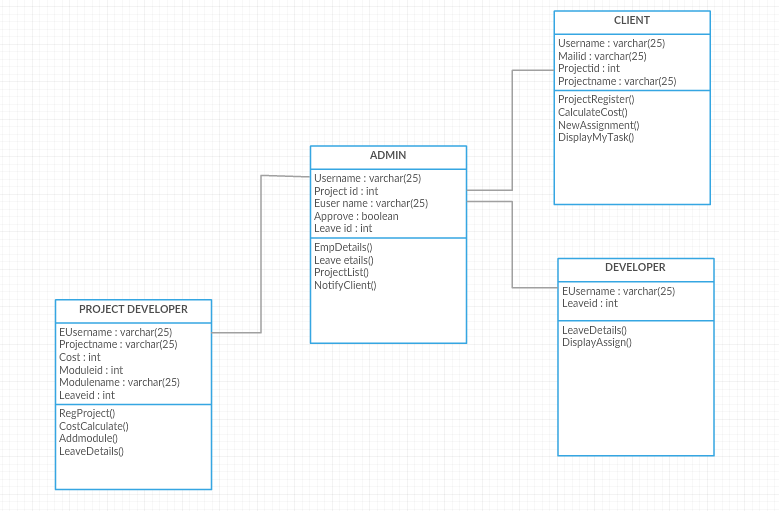 CLIENT
Username : varchar(25)
Mailid : varchar(25)
Projectid : int
Projectname : varchar(25)
ProjectRegister()
CalculateCost()
NewAssignment()
DisplayMyTask()
ADMIN
Username : varchar(25)
Project id : int
Euser name : varchar(25)
Approve : boolean
Leave id : int
EmpDetails()
Leave etails()
ProjectList()
NotifyClient()
DEVELOPER
EUsername : varchar(25)
Leaveid : int
LeaveDetails()
DisplayAssign()
PROJECT DEVELOPER
EUsername : varchar(25)
Projectname : varchar(25)
Cost : int
Moduleid : int
Modulename : varchar(25)
Leaveid : int
RegProject()
CostCalculate()
Addmodule()
LeaveDetails()